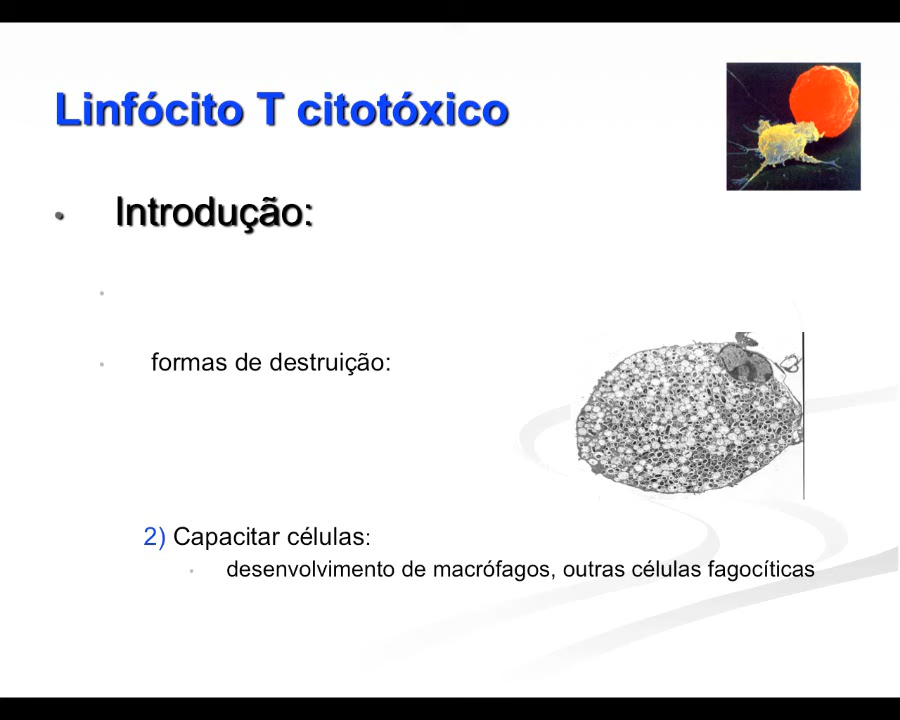 Linfócito T citotóxico
• Introdução:
•
• formas de destruição:
2) Capacitar células:
• desenvolvimento de macrófagos, outras células fagocíticas